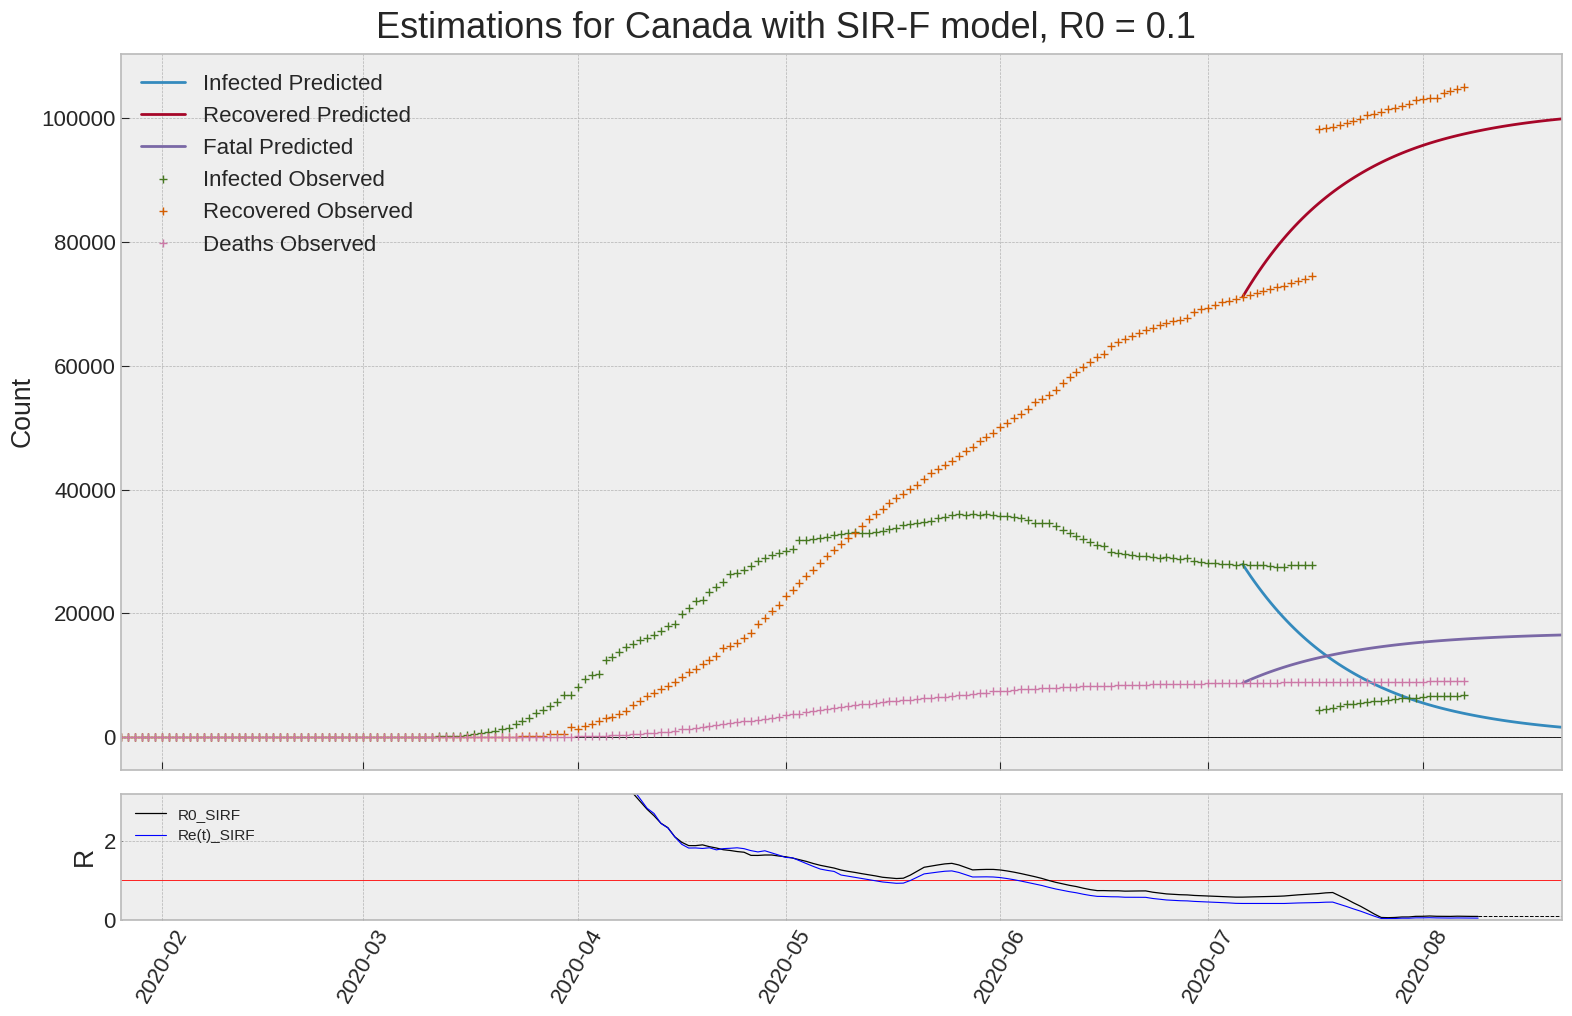 Estimations for Canada with SIR-F model, R0 = 0.1
Infected Predicted
Recovered Predicted
Fatal Predicted
Infected Observed
Recovered Observed
Deaths Observed
100000
80000
60000
40000
20000
0
Count
R0_SIRF
Re(t)_SIRF
2
0
R
2020-02
2020-03
2020-04
2020-05
2020-06
2020-07
2020-08